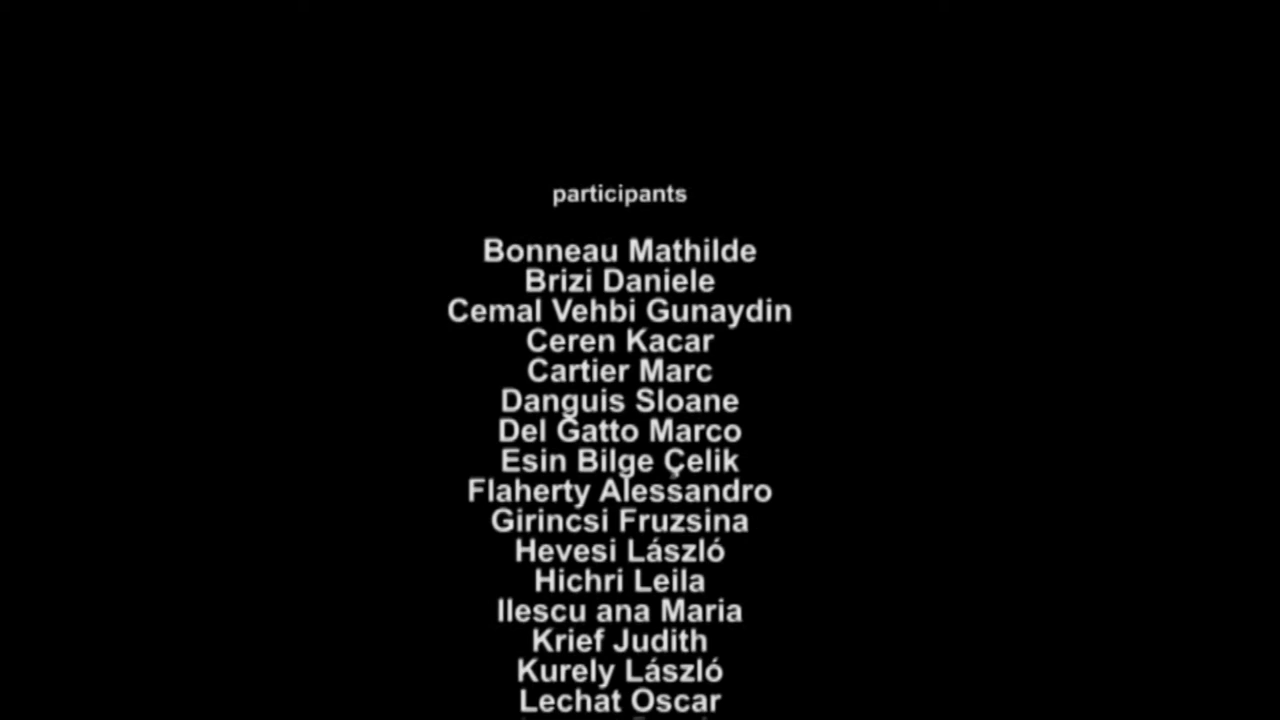 participants
Bonneau Mathilde
Brizi Daniele
Cemal Vehbi Gunaydin
Ceren Kacar
Cartier Marc
Danguis Sloane
Del Gatto Marco
Esin Bilge Çelik
Flaherty Alessandro
Girincsi Fruzsina
Hevesi László
Hichri Leila
Ilescu ana Maria
Krief Judith
Kurely László
Lechat Oscar